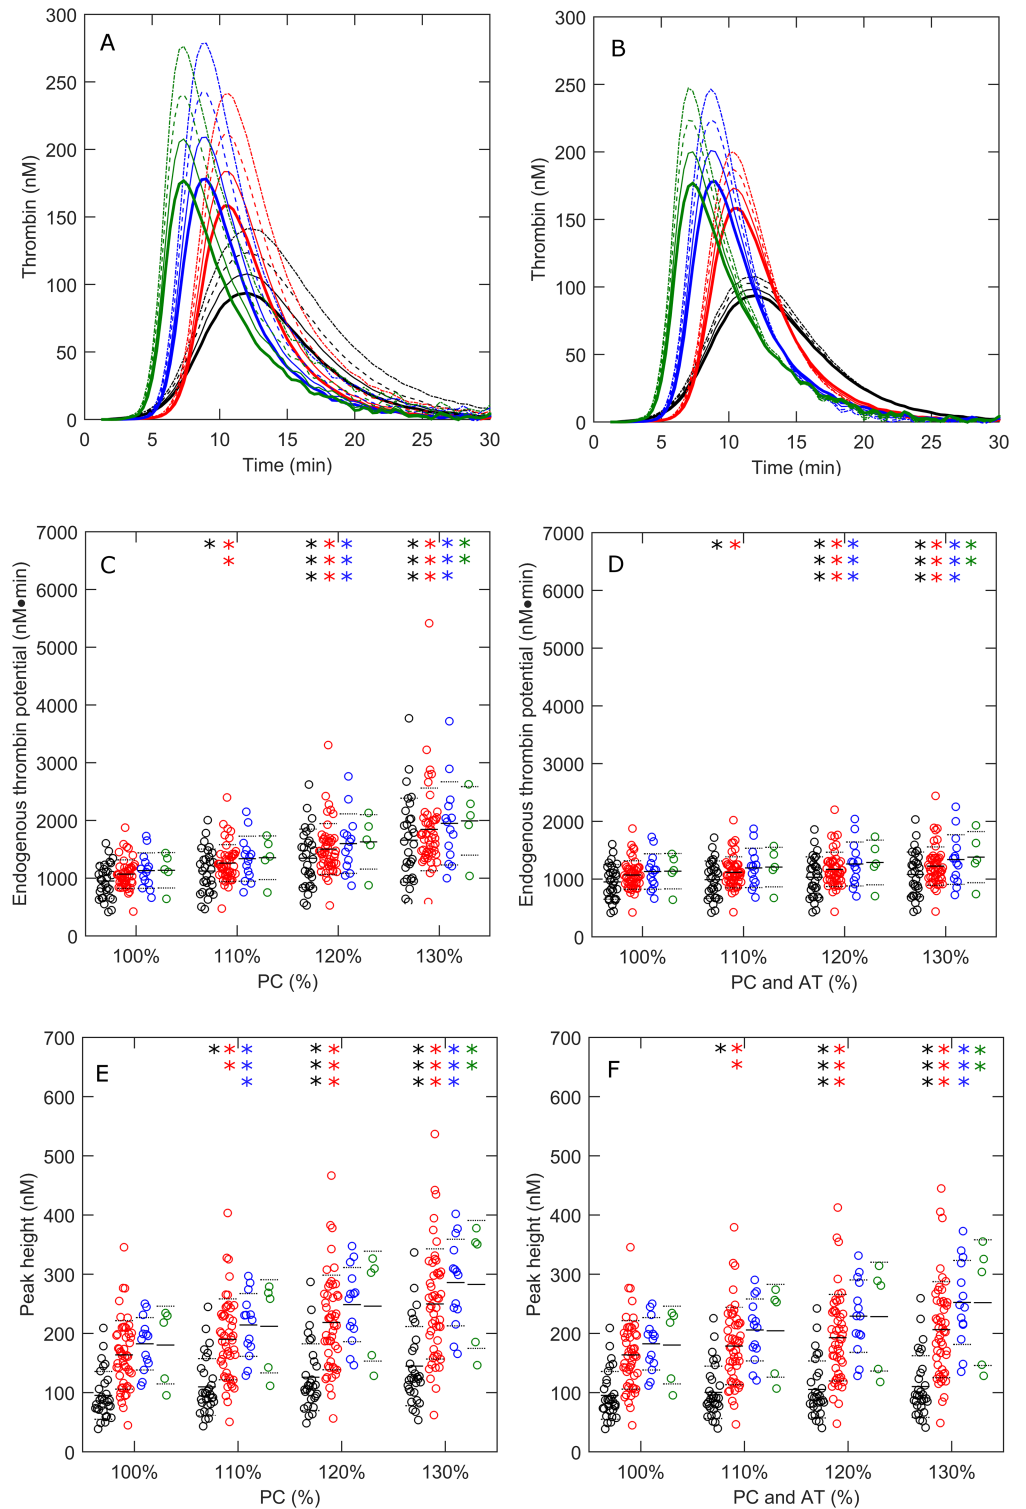 A
300
250
200
150
100
50
0
Thrombin (nM)
0 5 10 15 20 25 30
Time (min)
B
300
250
200
150
100
50
0
Thrombin (nM)
0 5 10 15 20 25 30
Time (min)
C
7000
6000
5000
4000
3000
2000
1000
0
Endogenous thrombin potential (nM●min)
* * *
* * * * * * * * *
* * * * * * * * * * *
100% 110% 120% 130%
PC (%)
D
7000
6000
5000
4000
3000
2000
1000
0
Endogenous thrombin potential (nM●min)
* *
* * * * * * * * *
* * * * * * * * * * *
100% 110% 120% 130%
PC and AT (%)
E
700
600
500
400
300
200
100
0
Peak height (nM)
* * * * * *
* * * * * *
* * * * * * * * * * *
100% 110% 120% 130%
PC (%)
F
700
600
500
400
300
200
100
0
Peak height (nM)
* * *
* * * * * *
* * * * * * * * * * *
100% 110% 120% 130%
PC and AT (%)